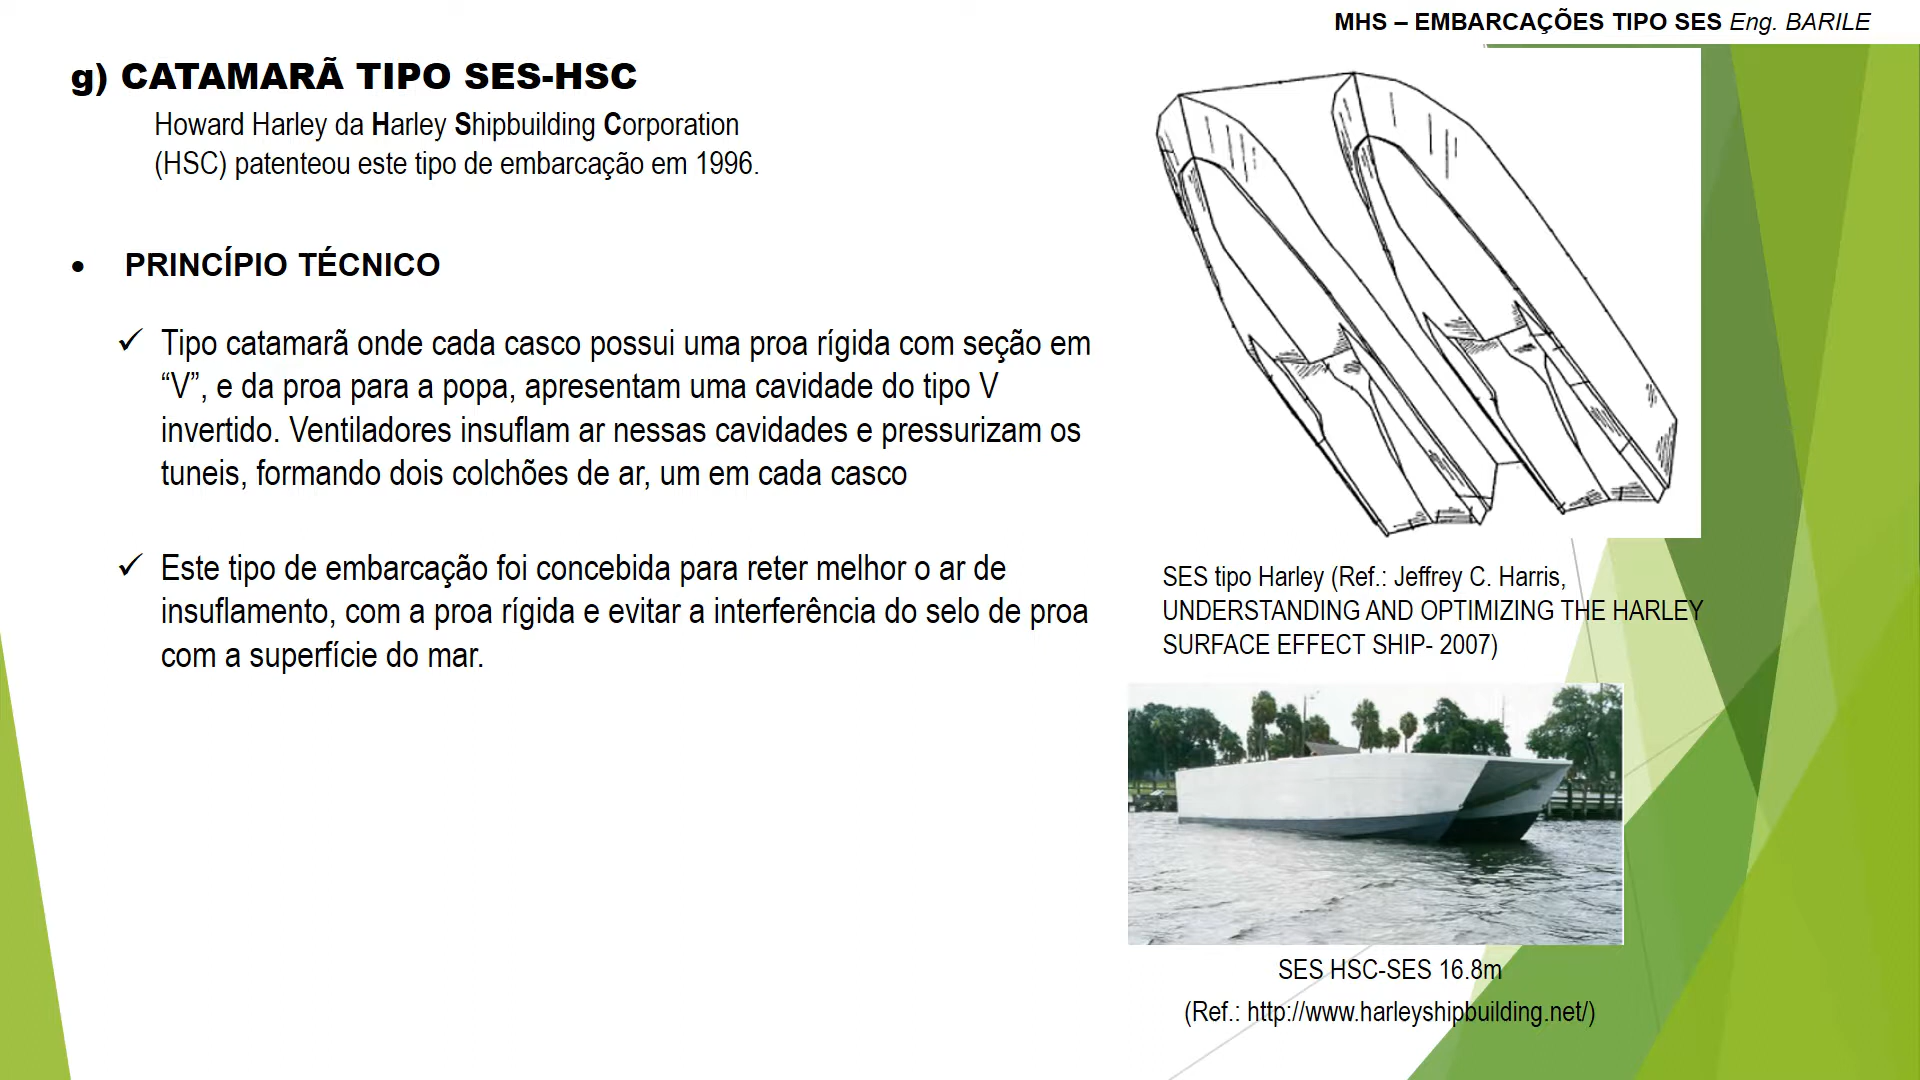 MHS – EMBARCAÇÕES TIPO SES Eng. BARILE
g) CATAMARÃ TIPO SES-HSC
Howard Harley da Harley Shipbuilding Corporation
(HSC) patenteou este tipo de embarcação em 1996.
• PRINCÍPIO TÉCNICO
✓ Tipo catamarã onde cada casco possui uma proa rígida com seção em
“V”, e da proa para a popa, apresentam uma cavidade do tipo V
invertido. Ventiladores insuflam ar nessas cavidades e pressurizam os
tuneis, formando dois colchões de ar, um em cada casco
✓ Este tipo de embarcação foi concebida para reter melhor o ar de
insuflamento, com a proa rígida e evitar a interferência do selo de proa
com a superfície do mar.
SES tipo Harley (Ref.: Jeffrey C. Harris,
UNDERSTANDING AND OPTIMIZING THE HARLEY
SURFACE EFFECT SHIP- 2007)
SES HSC-SES 16.8m
(Ref.: http://www.harleyshipbuilding.net/)